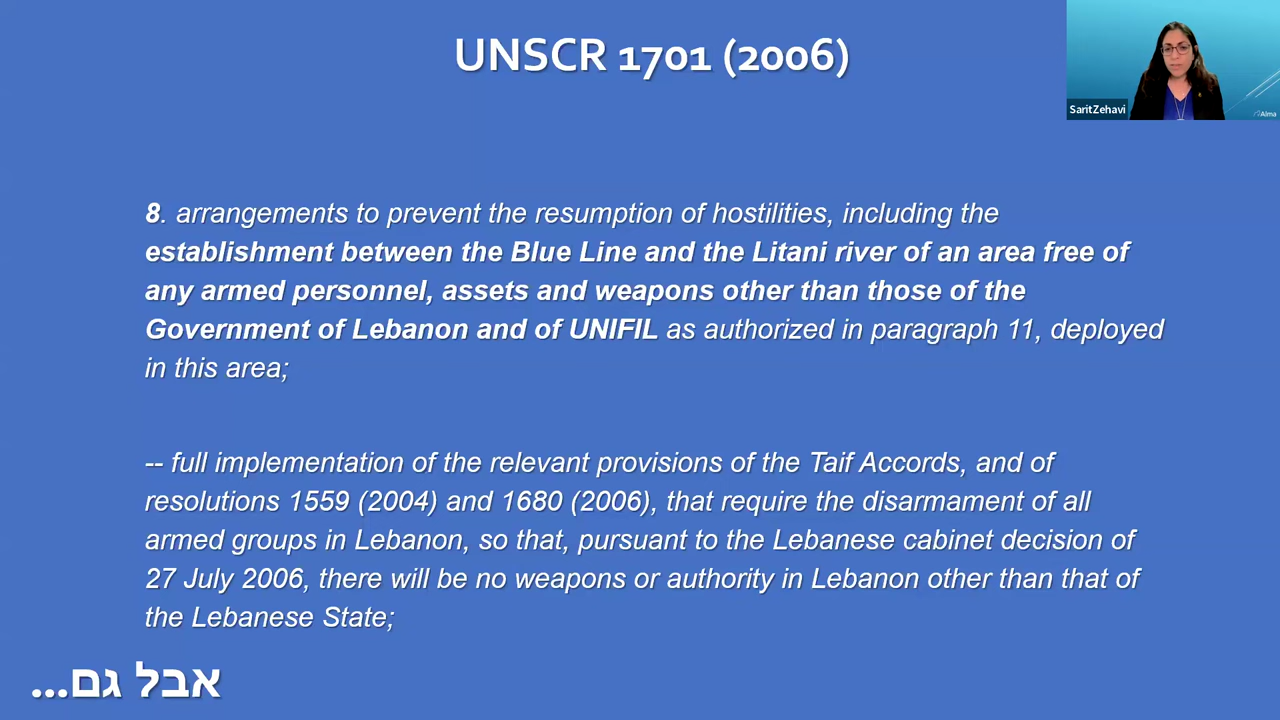 UNSCR 1701 (2006)
SaritZehavi
Alma
8. arrangements to prevent the resumption of hostilities, including the
establishment between the Blue Line and the Litani river of an area free of
any armed personnel, assets and weapons other than those of the
Government of Lebanon and of UNIFIL as authorized in paragraph 11, deployed
in this area;
-- full implementation of the relevant provisions of the Taif Accords, and of
resolutions 1559 (2004) and 1680 (2006), that require the disarmament of all
armed groups in Lebanon, so that, pursuant to the Lebanese cabinet decision of
27 July 2006, there will be no weapons or authority in Lebanon other than that of
the Lebanese State;
אבל גם...